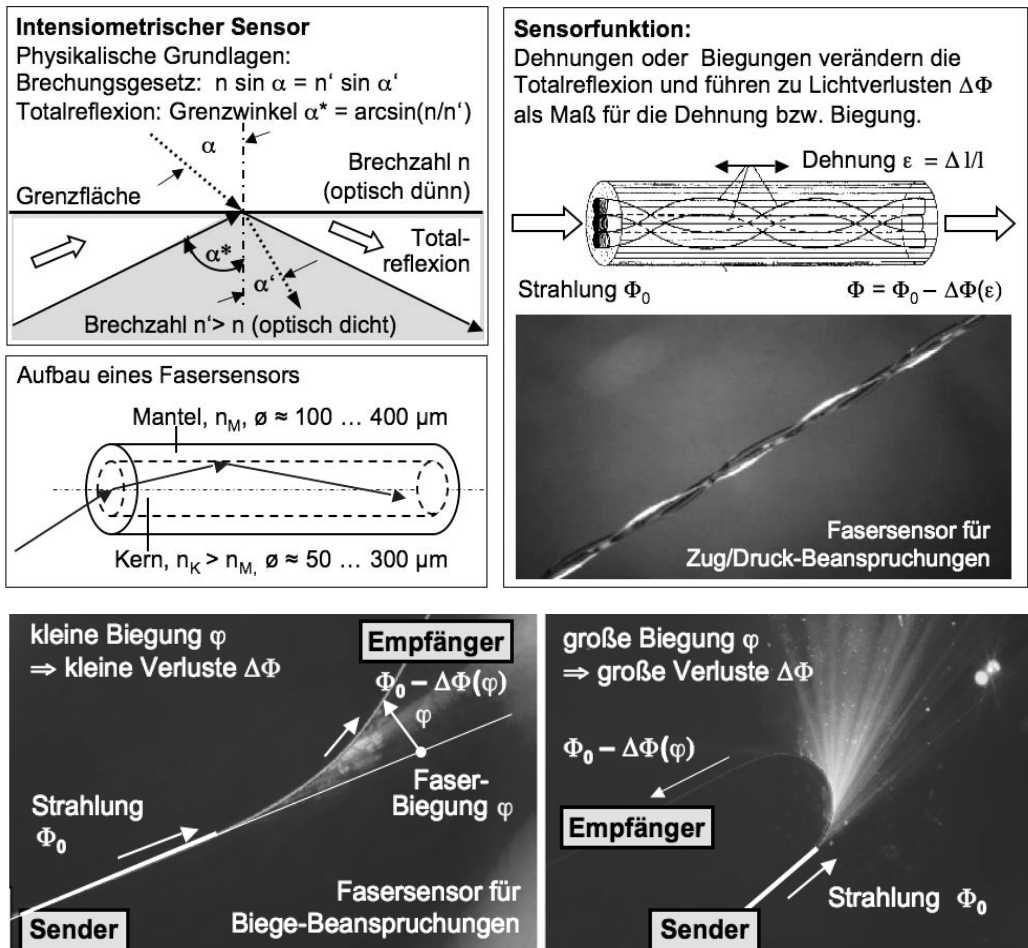 Intensiometrischer Sensor
Physikalische Grundlagen:
Brechungsgesetz: n sin α = n‘ sin α‘
Totalreflexion: Grenzwinkel α* = arcsin(n/n‘)
α
Brechzahl n
(optisch dünn)
Grenzfläche
α*
α‘
Total-
reflexion
Brechzahl n‘> n (optisch dicht)
Aufbau eines Fasersensors
Mantel, n_M, ø ≈ 100 … 400 µm
Kern, n_K > n_M, ø ≈ 50 … 300 µm
Sensorfunktion:
Dehnungen oder Biegungen verändern die
Totalreflexion und führen zu Lichtverlusten ΔΦ
als Maß für die Dehnung bzw. Biegung.
Dehnung ε = Δ l/l
Strahlung Φ₀
Φ = Φ₀ – ΔΦ(ε)
Fasersensor für
Zug/Druck-Beanspruchungen
kleine Biegung φ
⇒ kleine Verluste ΔΦ
Empfänger
Φ₀ – ΔΦ(φ)
φ
Faser-
Biegung φ
Strahlung
Φ₀
Sender
Fasersensor für
Biege-Beanspruchungen
große Biegung φ
⇒ große Verluste ΔΦ
Φ₀ – ΔΦ(φ)
Empfänger
Strahlung Φ₀
Sender